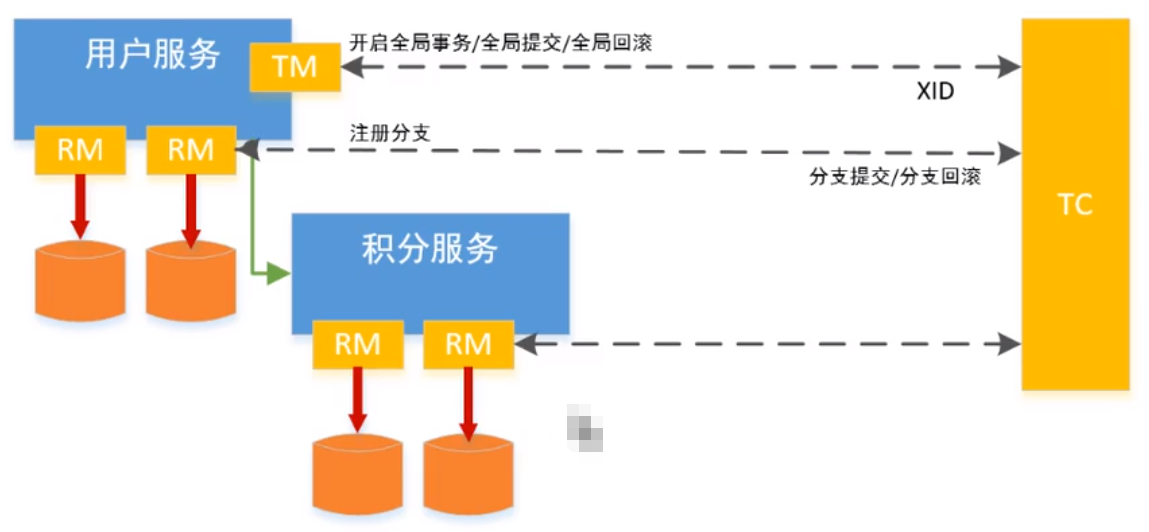 用户服务
TM
开启全局事务/全局提交/全局回滚
XID
RM
RM
注册分支
分支提交/分支回滚
TC
积分服务
RM
RM